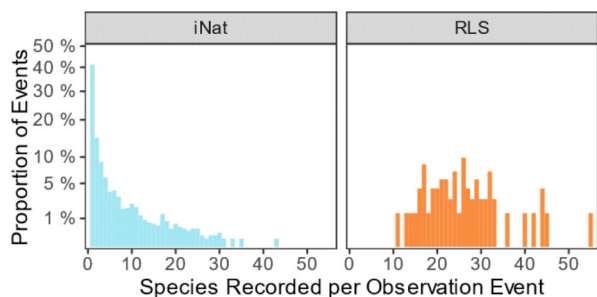 iNat
RLS
Proportion of Events
50 %
40 %
30 %
20 %
10 %
5 %
1 %
0 10 20 30 40 50
0 10 20 30 40 50
Species Recorded per Observation Event